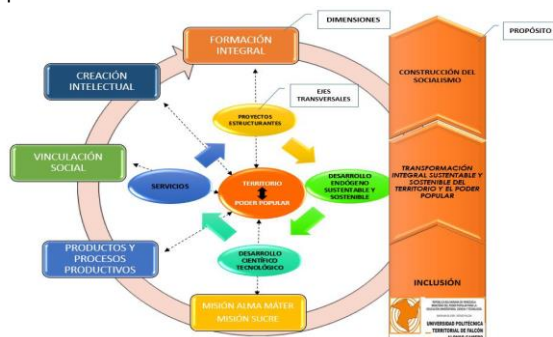 DIMENSIONES
PROPÓSITO
FORMACIÓN
INTEGRAL
CREACIÓN
INTELECTUAL
EJES
TRANSVERSALES
CONSTRUCCIÓN DEL
SOCIALISMO
PROYECTOS
ESTRUCTURANTES
VINCULACIÓN
SOCIAL
SERVICIOS
TERRITORIO
PODER POPULAR
DESARROLLO
ENDÓGENO
SUSTENTABLE Y
SOSTENIBLE
TRANSFORMACIÓN
INTEGRAL SUSTENTABLE Y
SOSTENIBLE DEL
TERRITORIO Y EL PODER
POPULAR
PRODUCTOS Y
PROCESOS
PRODUCTIVOS
DESARROLLO
CIENTÍFICO
TECNOLÓGICO
INCLUSIÓN
MISIÓN ALMA MÁTER
MISIÓN SUCRE
UNIVERSIDAD POLITÉCNICA
TERRITORIAL DE FALCÓN